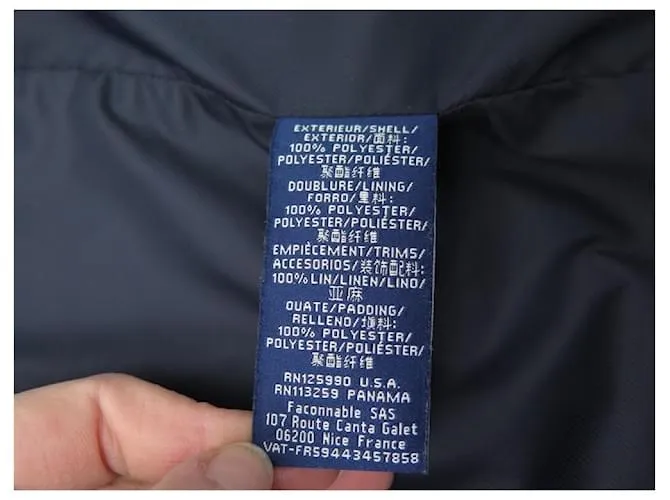 EXTERIEUR/SHELL/
EXTERIOR/面料:
100% POLYESTER/
POLYESTER/POLIÉSTER/
聚酯纤维
DOUBLURE/LINING/
FORRO/里料:
100% POLYESTER/
POLYESTER/POLIÉSTER/
聚酯纤维
EMPIÈCEMENT/TRIMS/
ACCESORIOS/装饰配料:
100% LIN/LINEN/LINO/
亚麻
OUATE/PADDING/
RELLENO/填料:
100% POLYESTER/
POLYESTER/POLIÉSTER/
聚酯纤维
RN125990 U.S.A.
RN113259 PANAMA
Faconnable SAS
107 Route Canta Galet
06200 Nice France
VAT-FR59443457858